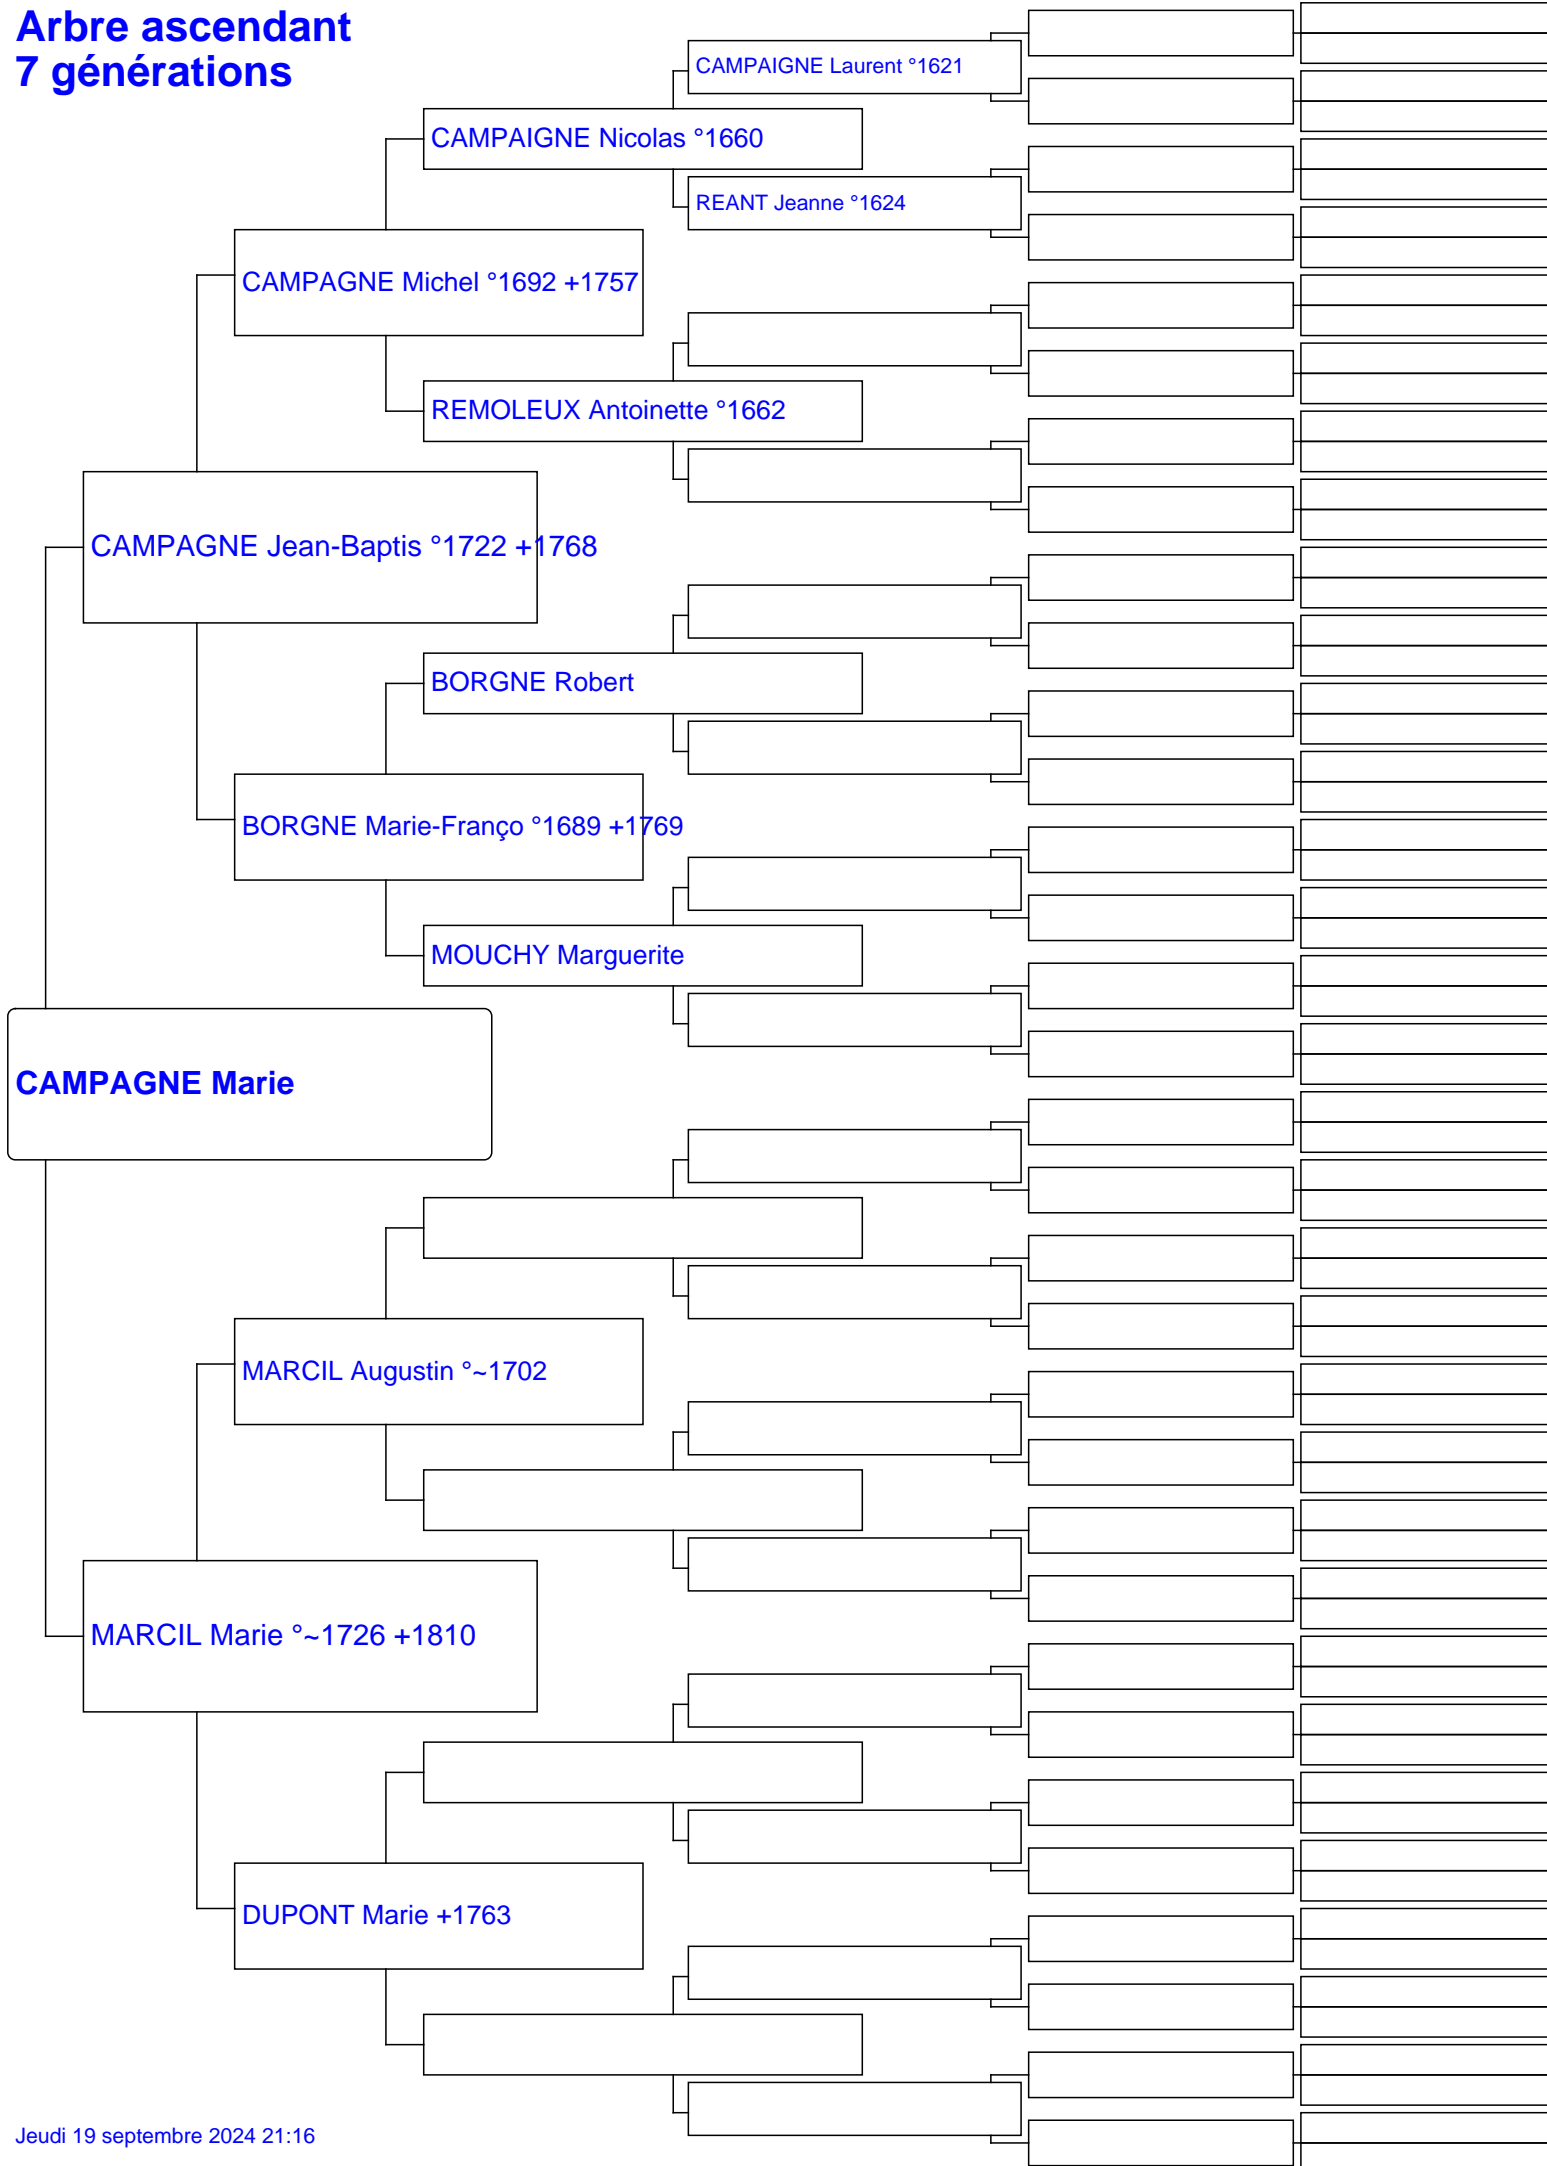 Arbre ascendant
7 générations
CAMPAIGNE Laurent °1621
CAMPAIGNE Nicolas °1660
REANT Jeanne °1624
CAMPAGNE Michel °1692 +1757
REMOLEUX Antoinette °1662
CAMPAGNE Jean-Baptis °1722 +1768
BORGNE Robert
BORGNE Marie-Franço °1689 +1769
MOUCHY Marguerite
CAMPAGNE Marie
MARCIL Augustin °~1702
MARCIL Marie °~1726 +1810
DUPONT Marie +1763
Jeudi 19 septembre 2024 21:16